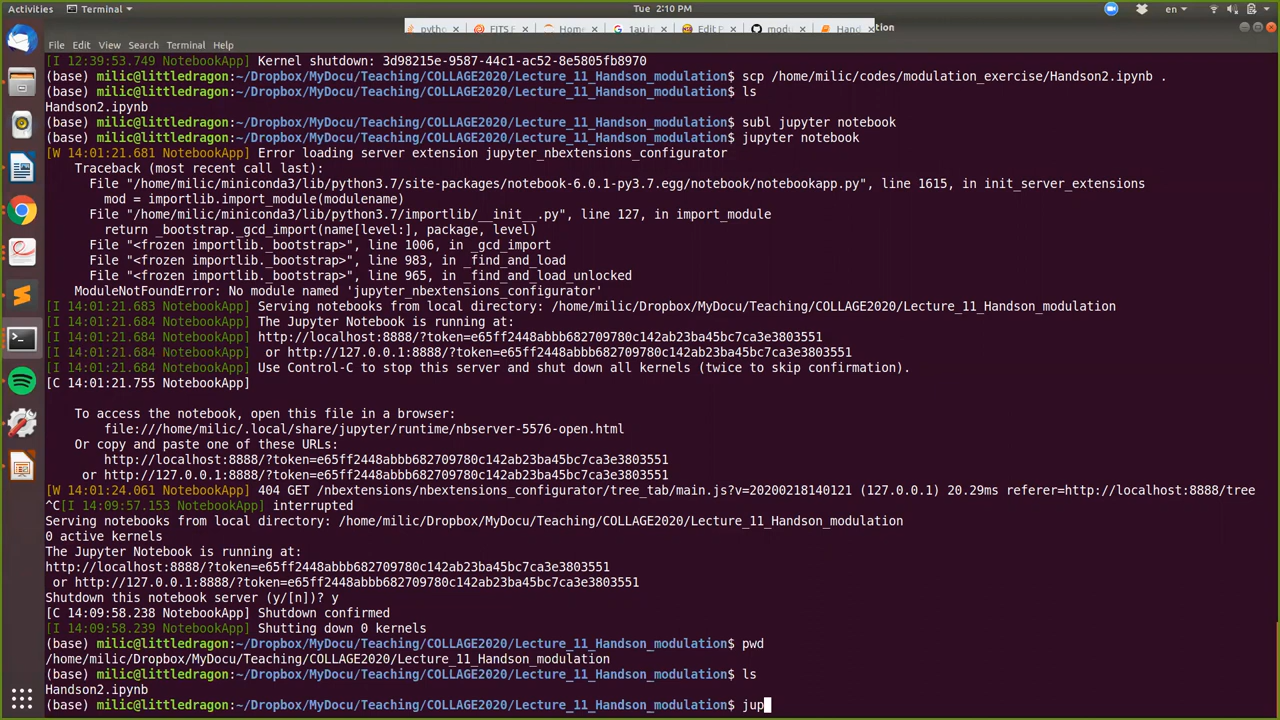 Activities Terminal Tue 2:10 PM en
pytho FITS E Home 1au in Edit F modu Hand tion
File Edit View Search Terminal Help
[I 12:39:53.749 NotebookApp] Kernel shutdown: 3d98215e-9587-44c1-ac52-8e5805fb8970
(base) milic@littledragon:~/Dropbox/MyDocu/Teaching/COLLAGE2020/Lecture_11_Handson_modulation$ scp /home/milic/codes/modulation_exercise/Handson2.ipynb .
(base) milic@littledragon:~/Dropbox/MyDocu/Teaching/COLLAGE2020/Lecture_11_Handson_modulation$ ls
Handson2.ipynb
(base) milic@littledragon:~/Dropbox/MyDocu/Teaching/COLLAGE2020/Lecture_11_Handson_modulation$ subl jupyter notebook
(base) milic@littledragon:~/Dropbox/MyDocu/Teaching/COLLAGE2020/Lecture_11_Handson_modulation$ jupyter notebook
[W 14:01:21.681 NotebookApp] Error loading server extension jupyter_nbextensions_configurator
Traceback (most recent call last):
File "/home/milic/miniconda3/lib/python3.7/site-packages/notebook-6.0.1-py3.7.egg/notebook/notebookapp.py", line 1615, in init_server_extensions
mod = importlib.import_module(modulename)
File "/home/milic/miniconda3/lib/python3.7/importlib/__init__.py", line 127, in import_module
return _bootstrap._gcd_import(name[level:], package, level)
File "<frozen importlib._bootstrap>", line 1006, in _gcd_import
File "<frozen importlib._bootstrap>", line 983, in _find_and_load
File "<frozen importlib._bootstrap>", line 965, in _find_and_load_unlocked
ModuleNotFoundError: No module named 'jupyter_nbextensions_configurator'
[I 14:01:21.683 NotebookApp] Serving notebooks from local directory: /home/milic/Dropbox/MyDocu/Teaching/COLLAGE2020/Lecture_11_Handson_modulation
[I 14:01:21.684 NotebookApp] The Jupyter Notebook is running at:
[I 14:01:21.684 NotebookApp] http://localhost:8888/?token=e65ff2448abbb682709780c142ab23ba45bc7ca3e3803551
[I 14:01:21.684 NotebookApp] or http://127.0.0.1:8888/?token=e65ff2448abbb682709780c142ab23ba45bc7ca3e3803551
[I 14:01:21.684 NotebookApp] Use Control-C to stop this server and shut down all kernels (twice to skip confirmation).
[C 14:01:21.755 NotebookApp]
To access the notebook, open this file in a browser:
file:///home/milic/.local/share/jupyter/runtime/nbserver-5576-open.html
Or copy and paste one of these URLs:
http://localhost:8888/?token=e65ff2448abbb682709780c142ab23ba45bc7ca3e3803551
or http://127.0.0.1:8888/?token=e65ff2448abbb682709780c142ab23ba45bc7ca3e3803551
[W 14:01:24.061 NotebookApp] 404 GET /nbextensions/nbextensions_configurator/tree_tab/main.js?v=20200218140121 (127.0.0.1) 20.29ms referer=http://localhost:8888/tree
^C[I 14:09:57.153 NotebookApp] interrupted
Serving notebooks from local directory: /home/milic/Dropbox/MyDocu/Teaching/COLLAGE2020/Lecture_11_Handson_modulation
0 active kernels
The Jupyter Notebook is running at:
http://localhost:8888/?token=e65ff2448abbb682709780c142ab23ba45bc7ca3e3803551
or http://127.0.0.1:8888/?token=e65ff2448abbb682709780c142ab23ba45bc7ca3e3803551
Shutdown this notebook server (y/[n])? y
[C 14:09:58.238 NotebookApp] Shutdown confirmed
[I 14:09:58.239 NotebookApp] Shutting down 0 kernels
(base) milic@littledragon:~/Dropbox/MyDocu/Teaching/COLLAGE2020/Lecture_11_Handson_modulation$ pwd
/home/milic/Dropbox/MyDocu/Teaching/COLLAGE2020/Lecture_11_Handson_modulation
(base) milic@littledragon:~/Dropbox/MyDocu/Teaching/COLLAGE2020/Lecture_11_Handson_modulation$ ls
Handson2.ipynb
(base) milic@littledragon:~/Dropbox/MyDocu/Teaching/COLLAGE2020/Lecture_11_Handson_modulation$ jup